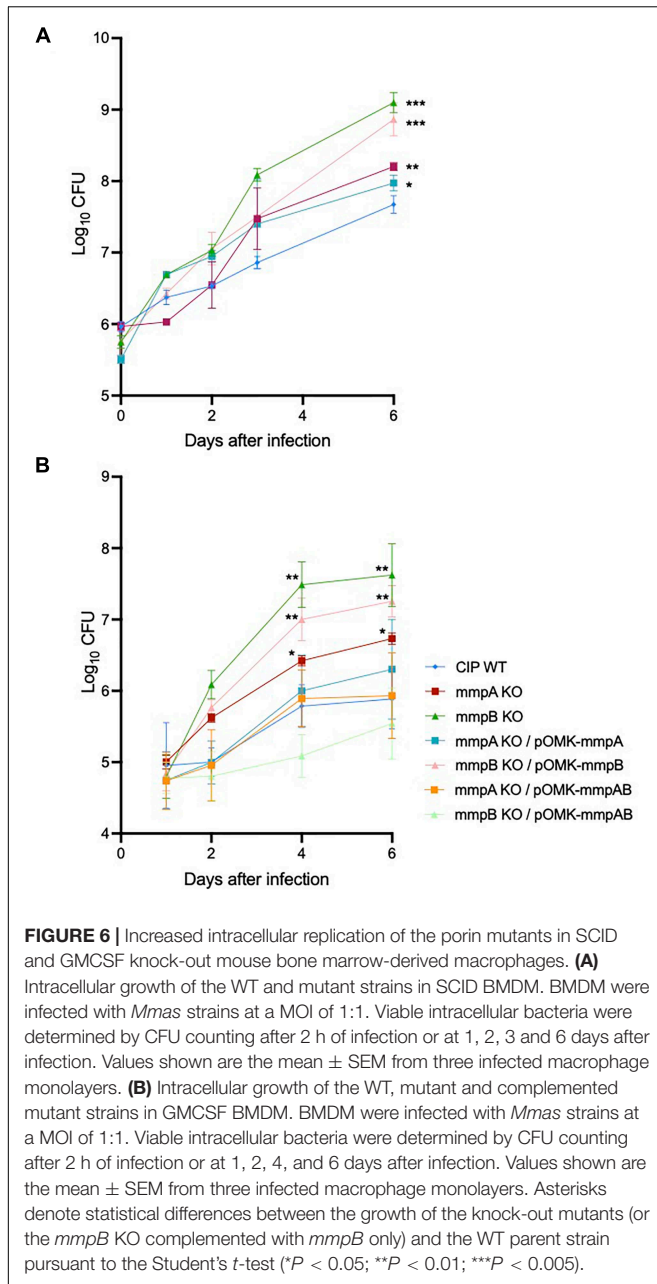 A
10
9
8
7
6
5
Log10 CFU
***
***
**
*
0
2
4
6
Days after infection
B
9
8
7
6
5
4
Log10 CFU
**
**
*
**
**
*
0
2
4
6
Days after infection
CIP WT
mmpA KO
mmpB KO
mmpA KO / pOMK-mmpA
mmpB KO / pOMK-mmpB
mmpA KO / pOMK-mmpAB
mmpB KO / pOMK-mmpAB
FIGURE 6 | Increased intracellular replication of the porin mutants in SCID
and GMCSF knock-out mouse bone marrow-derived macrophages. (A)
Intracellular growth of the WT and mutant strains in SCID BMDM. BMDM were
infected with Mmas strains at a MOI of 1:1. Viable intracellular bacteria were
determined by CFU counting after 2 h of infection or at 1, 2, 3 and 6 days after
infection. Values shown are the mean ± SEM from three infected macrophage
monolayers. (B) Intracellular growth of the WT, mutant and complemented
mutant strains in GMCSF BMDM. BMDM were infected with Mmas strains at
a MOI of 1:1. Viable intracellular bacteria were determined by CFU counting
after 2 h of infection or at 1, 2, 4, and 6 days after infection. Values shown are
the mean ± SEM from three infected macrophage monolayers. Asterisks
denote statistical differences between the growth of the knock-out mutants (or
the mmpB KO complemented with mmpB only) and the WT parent strain
pursuant to the Student's t-test (*P < 0.05; **P < 0.01; ***P < 0.005).